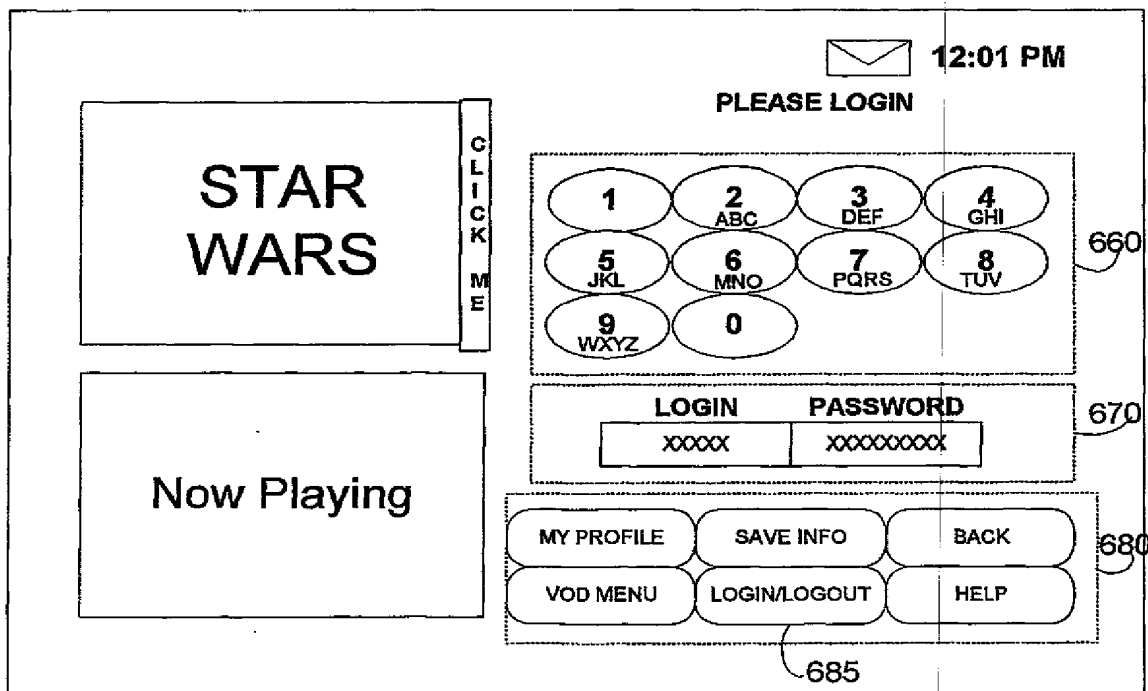 12:01 PM
PLEASE LOGIN
STAR
WARS
CLICK ME
1
2
ABC
3
DEF
4
GHI
5
JKL
6
MNO
7
PQRS
8
TUV
9
WXYZ
0
660
LOGIN PASSWORD
XXXXX XXXXXXXXX
670
Now Playing
MY PROFILE SAVE INFO BACK
VOD MENU LOGIN/LOGOUT HELP
680
685